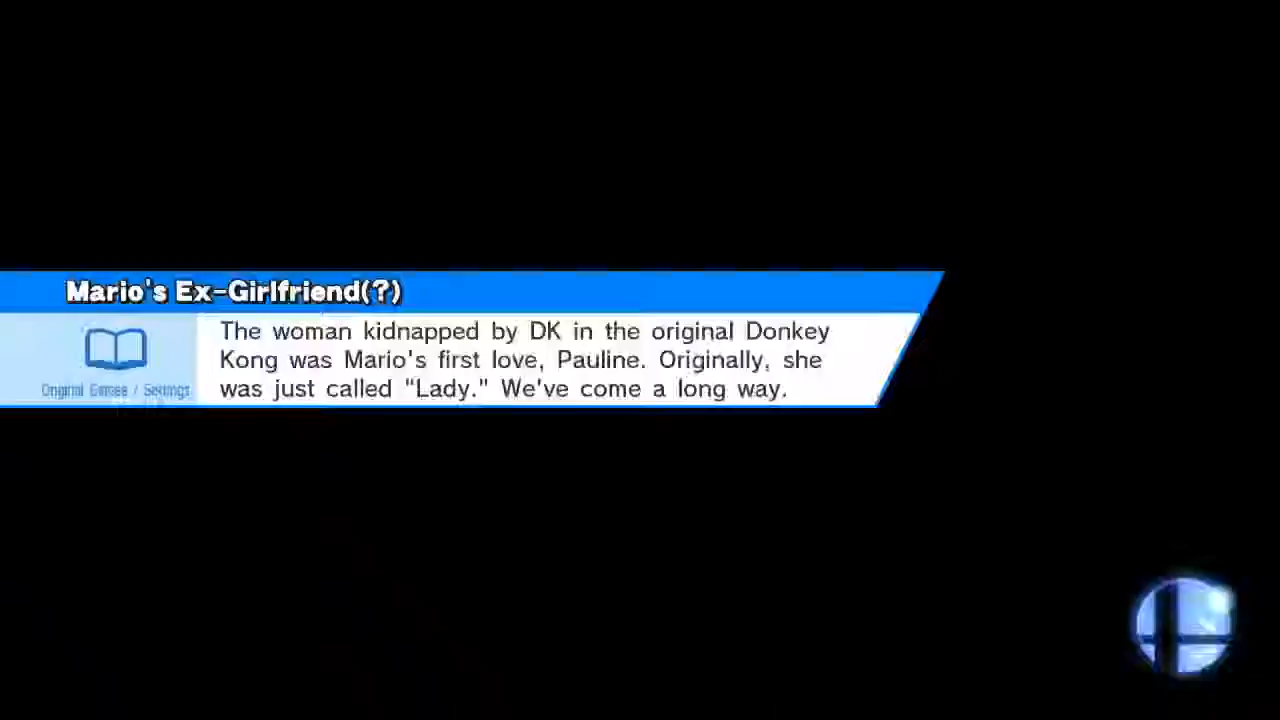 Mario's Ex-Girlfriend(?)
The woman kidnapped by DK in the original Donkey
Kong was Mario's first love, Pauline. Originally, she
was just called "Lady." We've come a long way.
Original Games / Settings